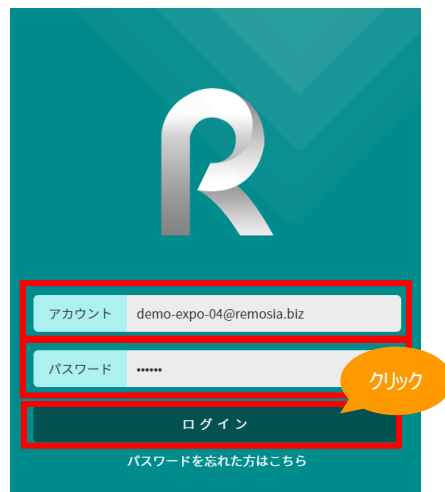 R
アカウント demo-expo-04@remosia.biz
パスワード ••••••
クリック
ログイン
パスワードを忘れた方はこちら